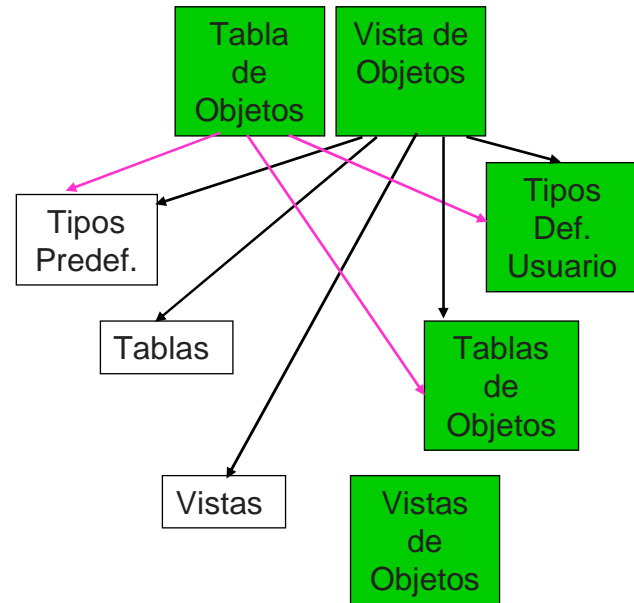 Tabla
de
Objetos
Vista de
Objetos
Tipos
Predef.
Tipos
Def.
Usuario
Tablas
Tablas
de
Objetos
Vistas
Vistas
de
Objetos